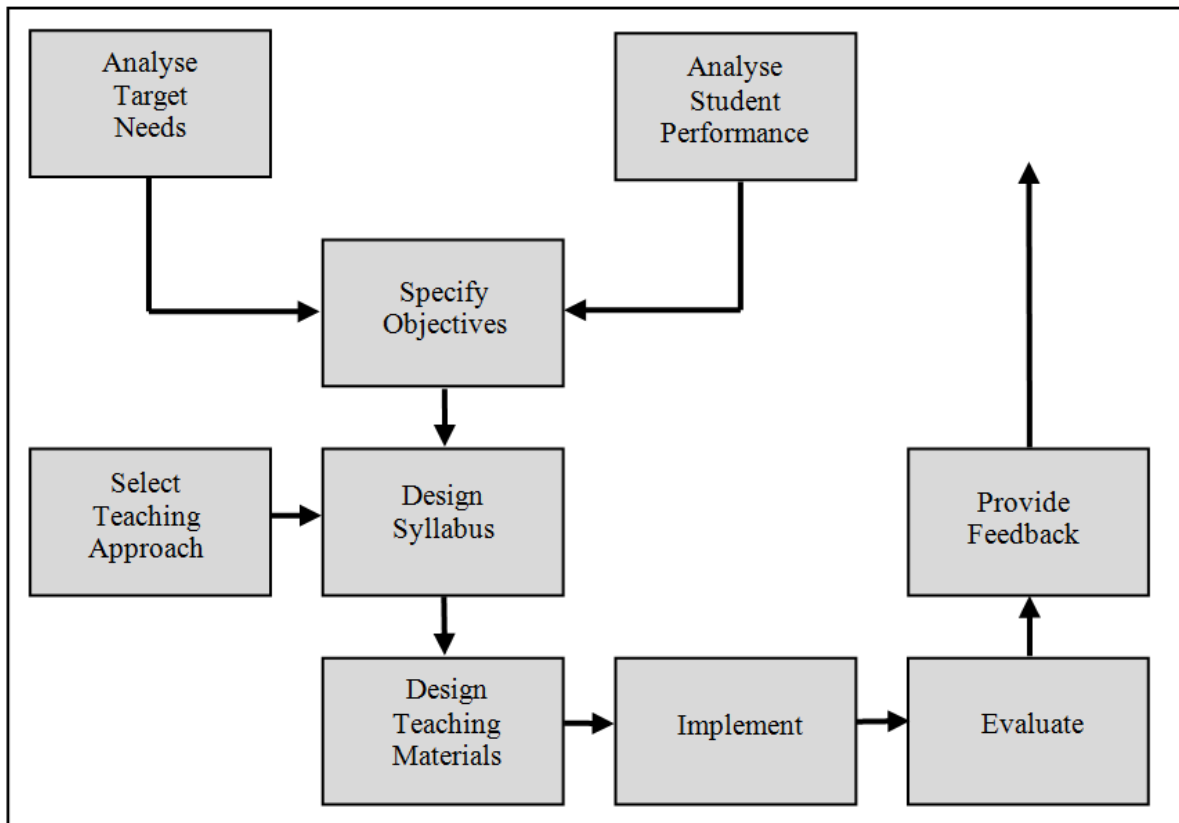 Analyse
Target
Needs
Analyse
Student
Performance
Specify
Objectives
Select
Teaching
Approach
Design
Syllabus
Provide
Feedback
Design
Teaching
Materials
Implement
Evaluate